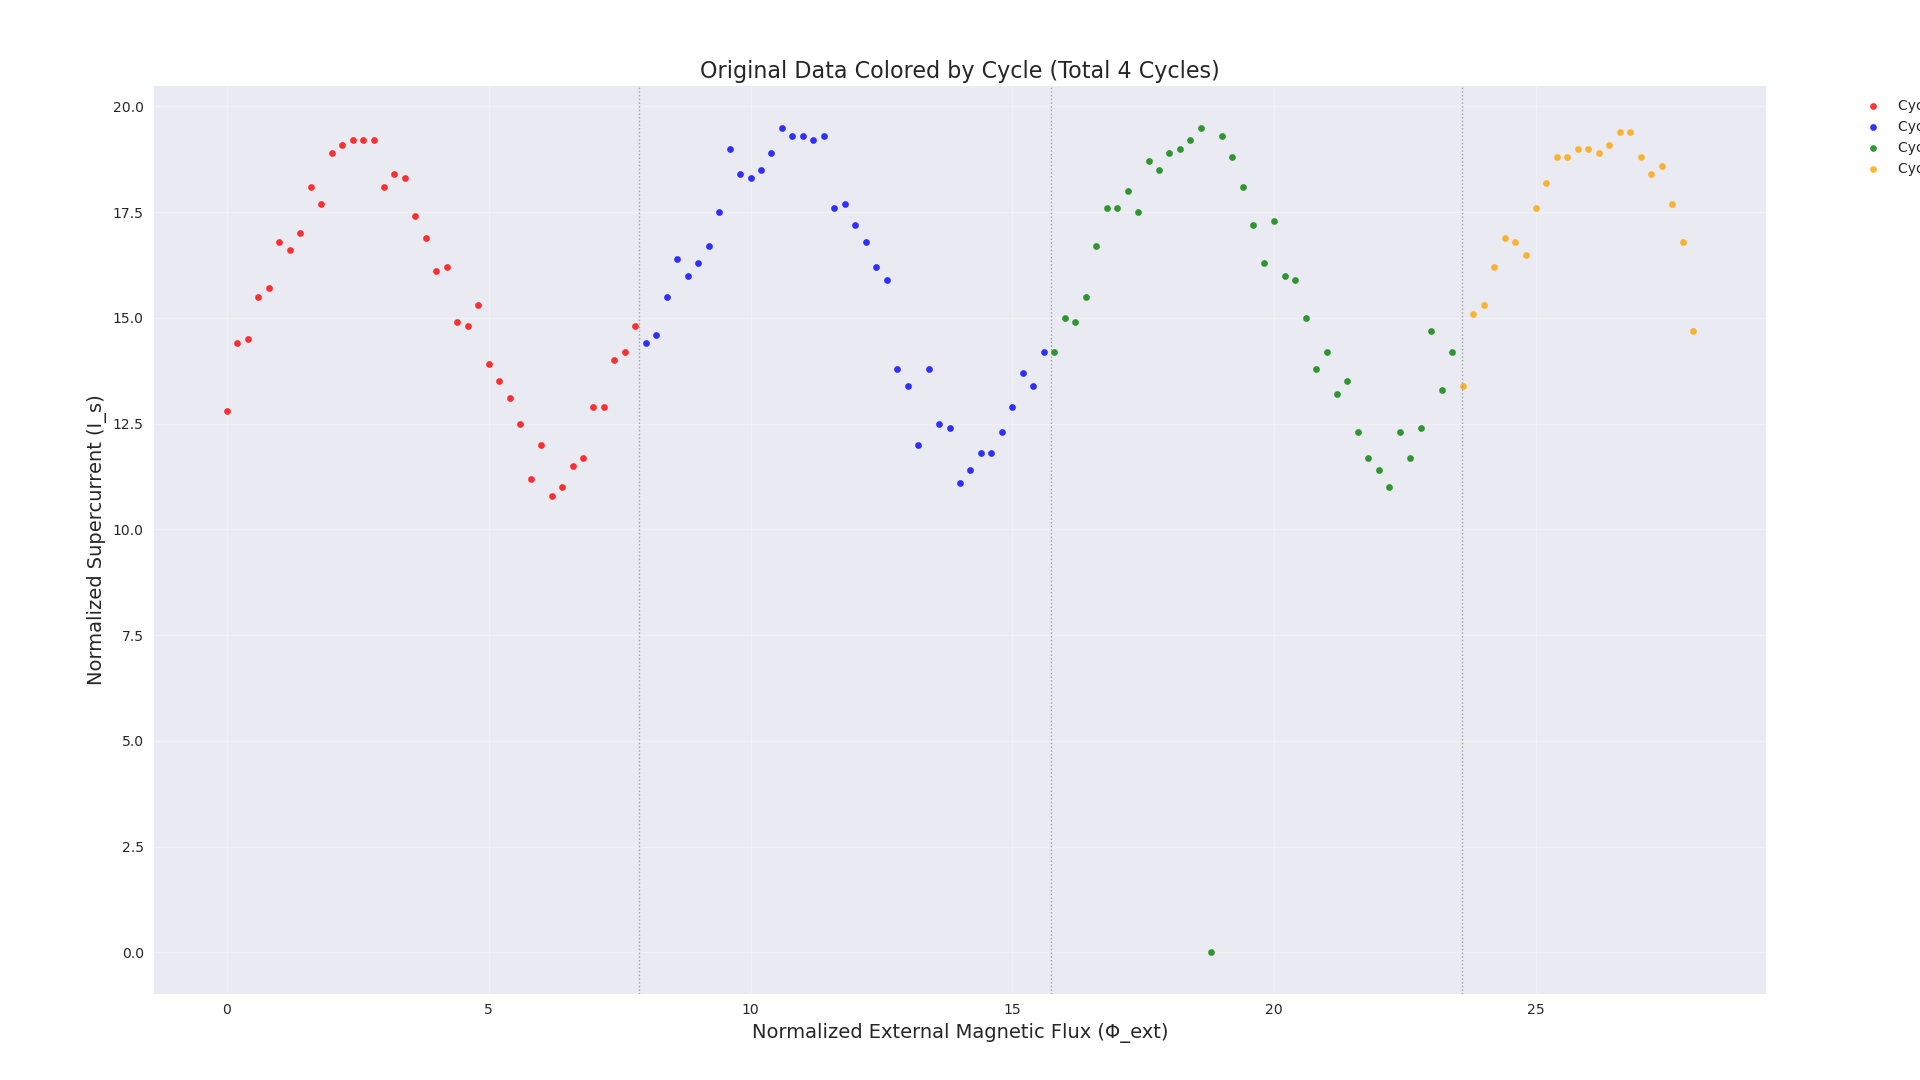 Original Data Colored by Cycle (Total 4 Cycles)
20.0
17.5
15.0
12.5
10.0
7.5
5.0
2.5
0.0
Normalized Supercurrent (I_s)
0 5 10 15 20 25
Normalized External Magnetic Flux (Φ_ext)
Cyc
Cyc
Cyc
Cyc